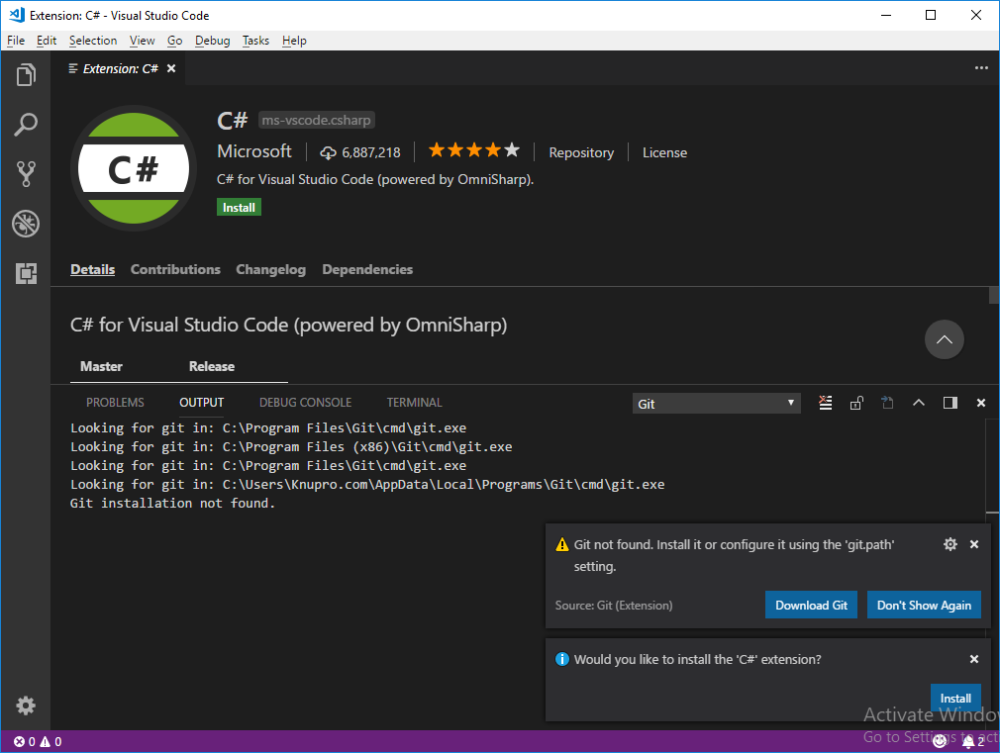 Extension: C# - Visual Studio Code
File Edit Selection View Go Debug Tasks Help
Extension: C#
C#
C# ms-vscode.csharp
Microsoft 6,887,218 Repository License
C# for Visual Studio Code (powered by OmniSharp).
Install
Details Contributions Changelog Dependencies
C# for Visual Studio Code (powered by OmniSharp)
Master Release
PROBLEMS OUTPUT DEBUG CONSOLE TERMINAL Git
Looking for git in: C:\Program Files\Git\cmd\git.exe
Looking for git in: C:\Program Files (x86)\Git\cmd\git.exe
Looking for git in: C:\Program Files\Git\cmd\git.exe
Looking for git in: C:\Users\Knupro.com\AppData\Local\Programs\Git\cmd\git.exe
Git installation not found.
Git not found. Install it or configure it using the 'git.path'
setting.
Source: Git (Extension) Download Git Don't Show Again
Would you like to install the 'C#' extension?
Install
Activate Window
Go to Settings to acti
0 0 2